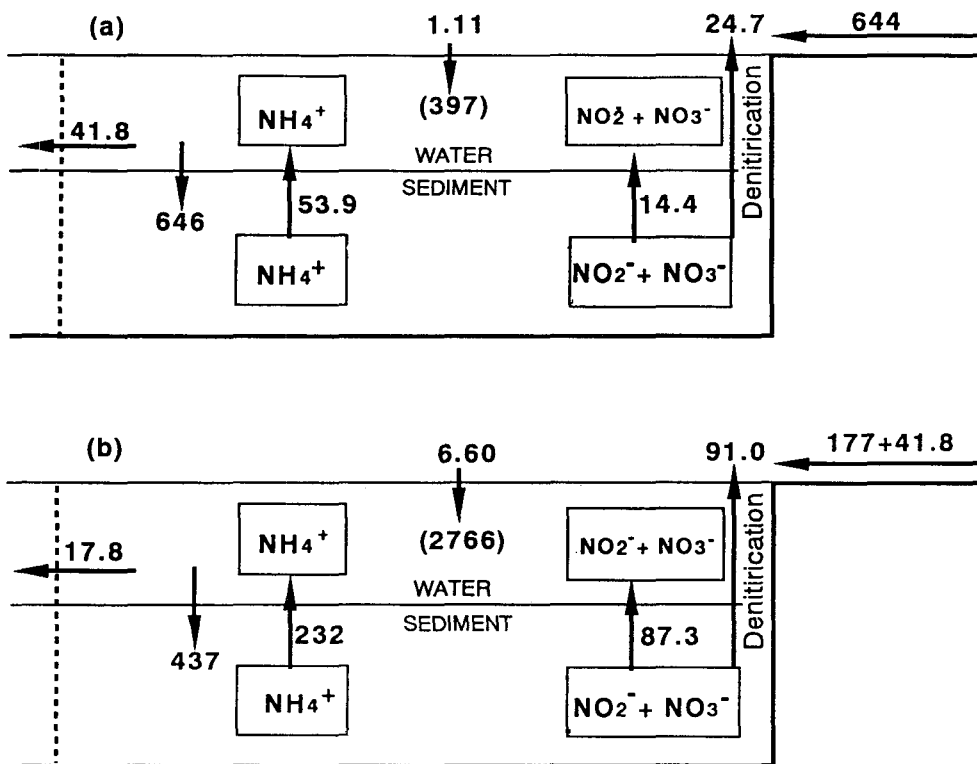 (a) 1.11 24.7 644
NH4+ (397) NO2- + NO3-
41.8 WATER
SEDIMENT
646 53.9 14.4
NH4+ NO2- + NO3-
Denitirication
(b) 6.60 91.0 177+41.8
NH4+ (2766) NO2- + NO3-
17.8 WATER
SEDIMENT
437 232 87.3
NH4+ NO2- + NO3-
Denitirication